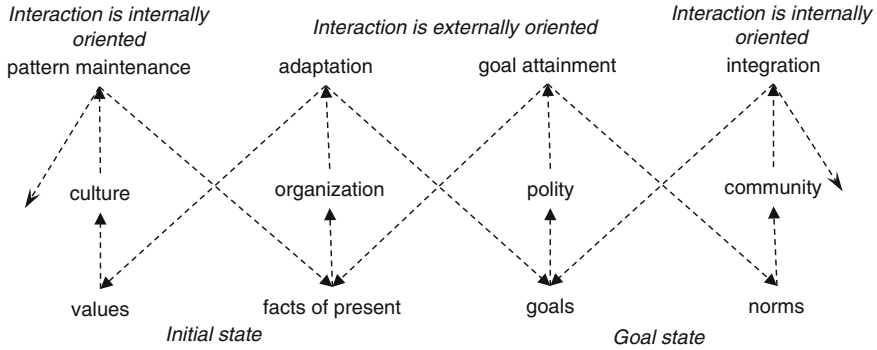 Interaction is internally
oriented
Interaction is externally oriented
Interaction is internally
oriented
pattern maintenance
adaptation
goal attainment
integration
culture
organization
polity
community
values
facts of present
goals
norms
Initial state
Goal state